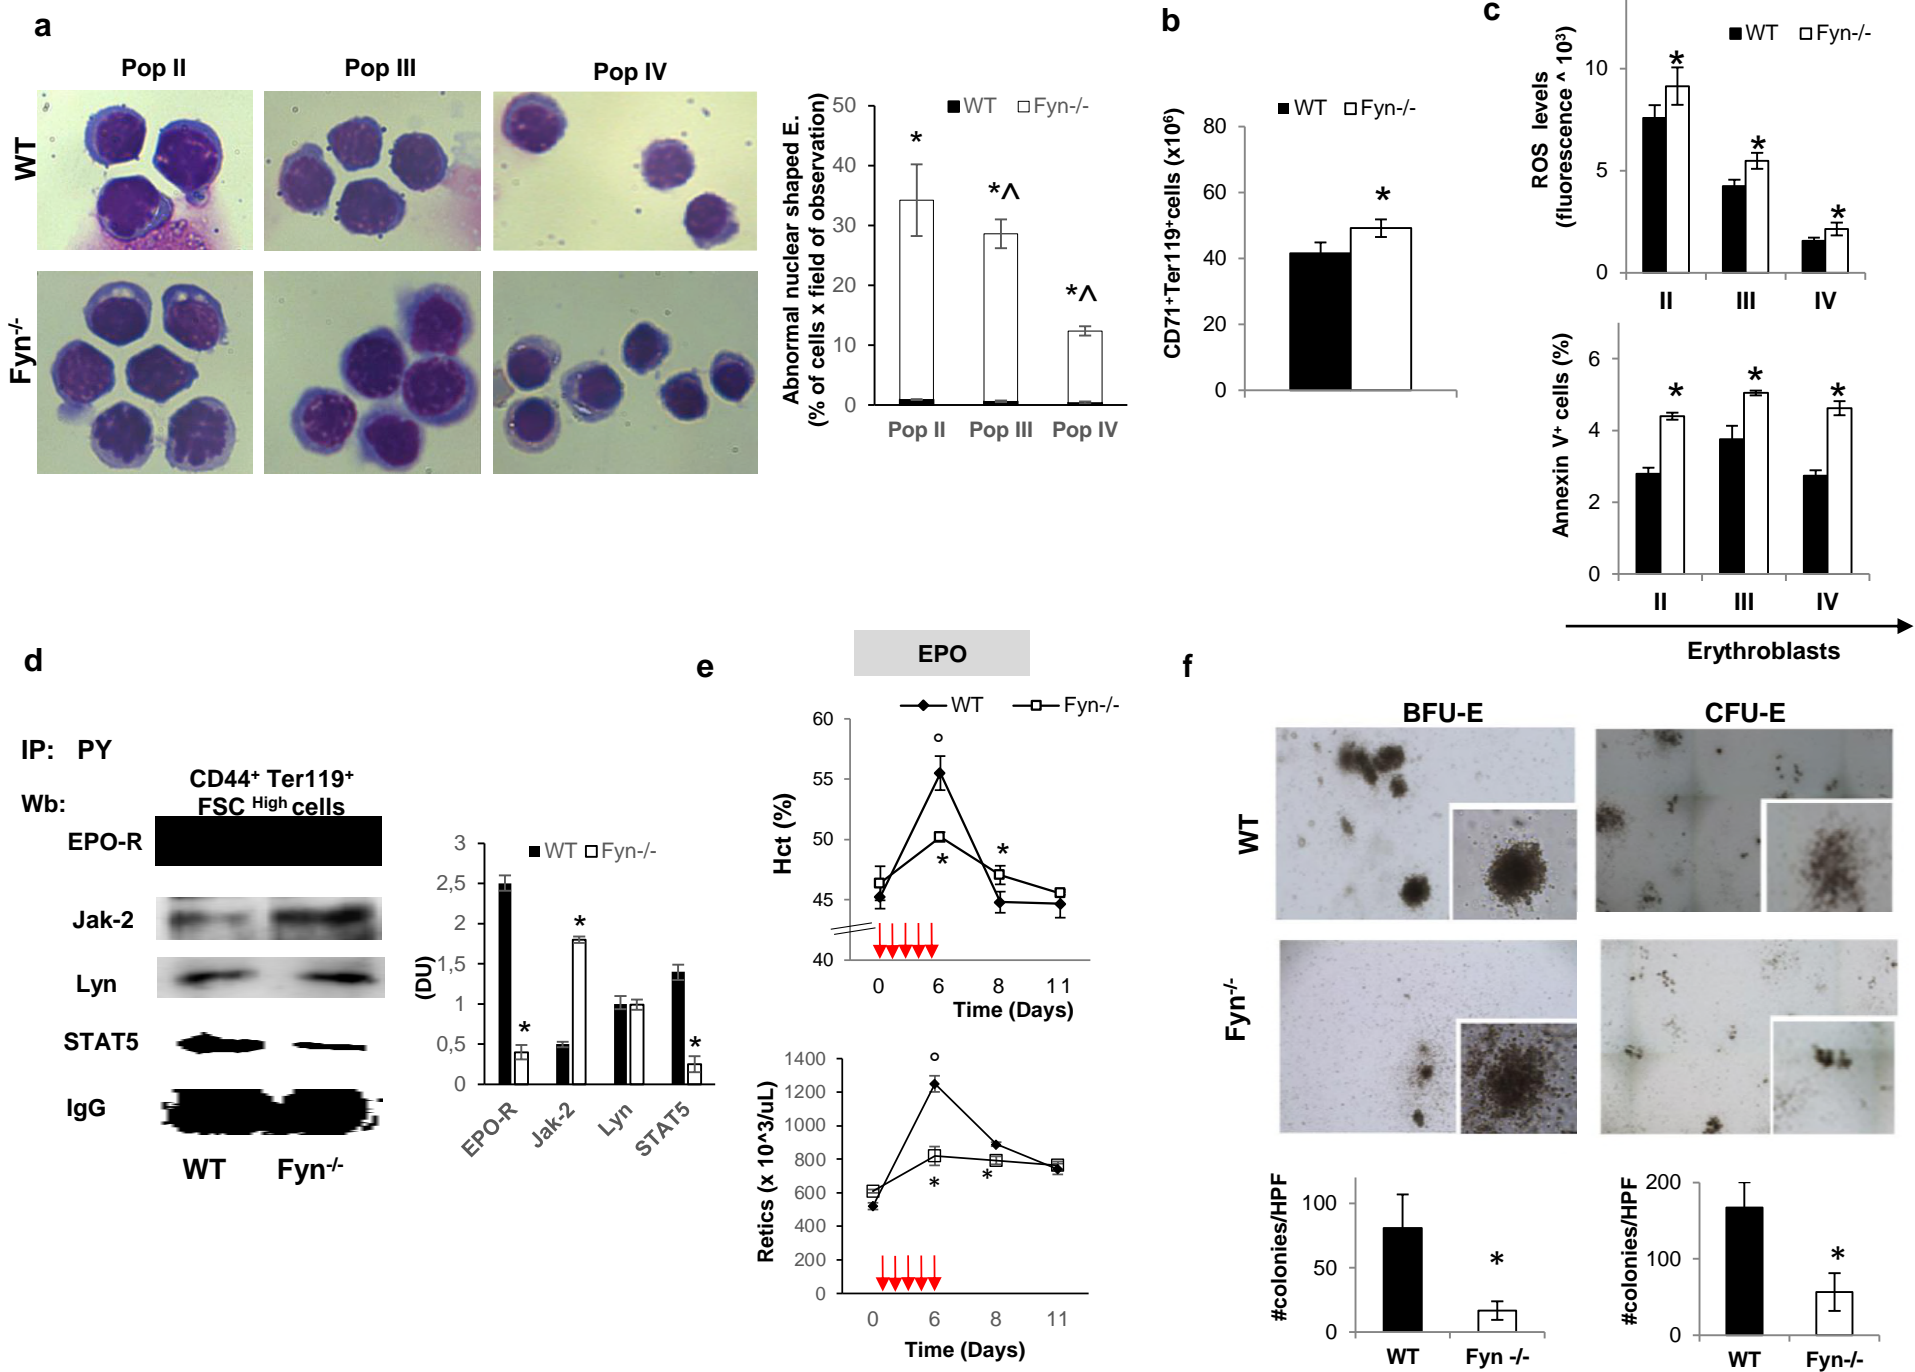 a
Pop II
Pop III
Pop IV
WT
Fyn-/-
Abnormal nuclear shaped E.
(% of cells x field of observation)
WT Fyn-/-
50
40
30
20
10
0
*
*^
*^
Pop II Pop III Pop IV
b
CD71+Ter119+cells (x10⁶)
WT Fyn-/-
80
60
40
20
0
*
c
ROS levels
(fluorescence ^ 10³)
WT Fyn-/-
10
5
0
*
*
*
II III IV
Annexin V+ cells (%)
6
4
2
0
*
*
*
II III IV
Erythroblasts
d
IP: PY
Wb:
CD44+ Ter119+
FSC High cells
EPO-R
Jak-2
Lyn
STAT5
IgG
WT Fyn-/-
(DU)
WT Fyn-/-
3
2,5
2
1,5
1
0,5
0
*
*
*
EPO-R Jak-2 Lyn STAT5
e
EPO
WT Fyn-/-
Hct (%)
60
55
50
45
40
°
*
*
0 6 8 11
Time (Days)
Retics (x 10^3/uL)
1400
1200
1000
800
600
400
200
0
°
*
*
0 6 8 11
Time (Days)
f
BFU-E
CFU-E
WT
Fyn-/-
#colonies/HPF
100
50
0
*
WT Fyn -/-
#colonies/HPF
200
100
0
*
WT Fyn-/-